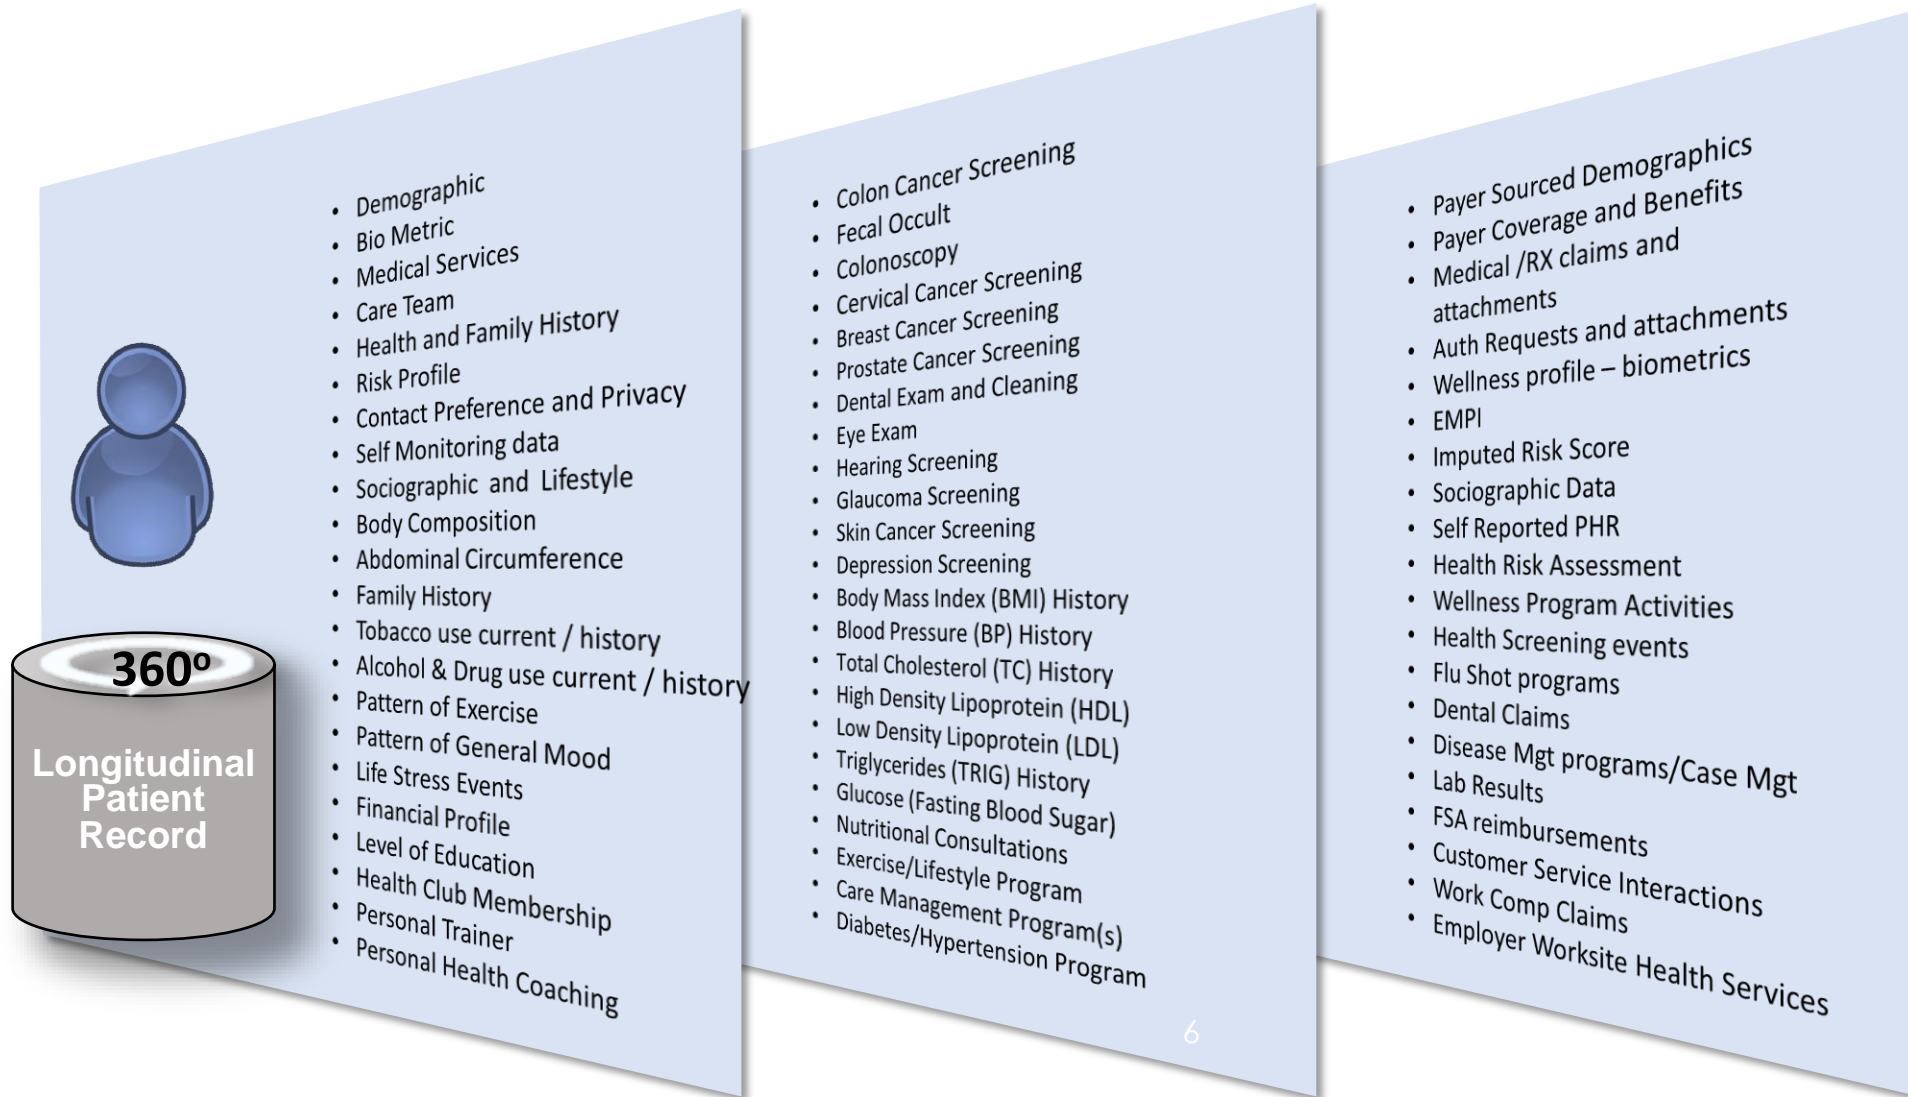 • Demographic
• Bio Metric
• Medical Services
• Care Team
• Health and Family History
• Risk Profile
• Contact Preference and Privacy
• Self Monitoring data
• Sociographic and Lifestyle
• Body Composition
• Abdominal Circumference
• Family History
• Tobacco use current / history
• Alcohol & Drug use current / history
• Pattern of Exercise
• Pattern of General Mood
• Life Stress Events
• Financial Profile
• Level of Education
• Health Club Membership
• Personal Trainer
• Personal Health Coaching
360º
Longitudinal
Patient
Record
• Colon Cancer Screening
• Fecal Occult
• Colonoscopy
• Cervical Cancer Screening
• Breast Cancer Screening
• Prostate Cancer Screening
• Dental Exam and Cleaning
• Eye Exam
• Hearing Screening
• Glaucoma Screening
• Skin Cancer Screening
• Depression Screening
• Body Mass Index (BMI) History
• Blood Pressure (BP) History
• Total Cholesterol (TC) History
• High Density Lipoprotein (HDL)
• Low Density Lipoprotein (LDL)
• Triglycerides (TRIG) History
• Glucose (Fasting Blood Sugar)
• Nutritional Consultations
• Exercise/Lifestyle Program
• Care Management Program(s)
• Diabetes/Hypertension Program
6
• Payer Sourced Demographics
• Payer Coverage and Benefits
• Medical /RX claims and
attachments
• Auth Requests and attachments
• Wellness profile – biometrics
• EMPI
• Imputed Risk Score
• Sociographic Data
• Self Reported PHR
• Health Risk Assessment
• Wellness Program Activities
• Health Screening events
• Flu Shot programs
• Dental Claims
• Disease Mgt programs/Case Mgt
• Lab Results
• FSA reimbursements
• Customer Service Interactions
• Work Comp Claims
• Employer Worksite Health Services